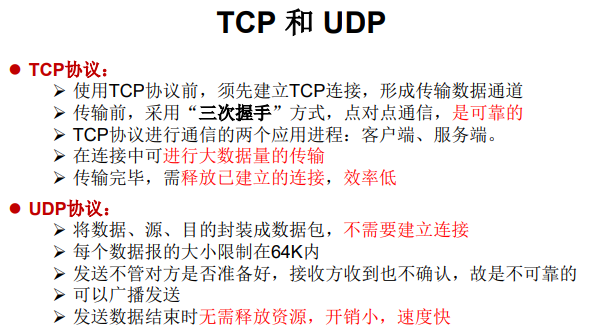 TCP 和 UDP
● TCP协议：
➢ 使用TCP协议前，须先建立TCP连接，形成传输数据通道
➢ 传输前，采用“三次握手”方式，点对点通信，是可靠的
➢ TCP协议进行通信的两个应用进程：客户端、服务端。
➢ 在连接中可进行大数据量的传输
➢ 传输完毕，需释放已建立的连接，效率低
● UDP协议：
➢ 将数据、源、目的封装成数据包，不需要建立连接
➢ 每个数据报的大小限制在64K内
➢ 发送不管对方是否准备好，接收方收到也不确认，故是不可靠的
➢ 可以广播发送
➢ 发送数据结束时无需释放资源，开销小，速度快